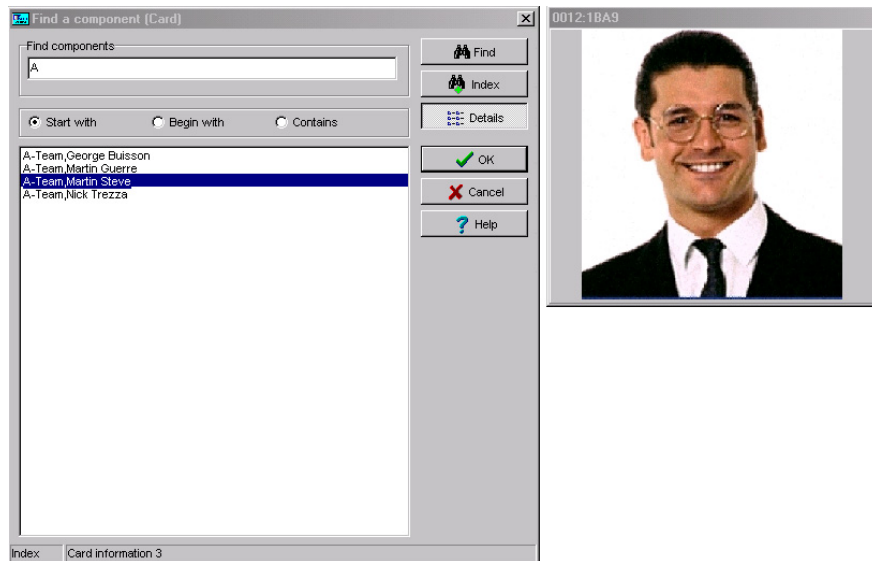 Find a component (Card)
0012:1BA9
Find components
A
Find
Index
Start with
Begin with
Contains
Details
A-Team,George Buisson
A-Team,Martin Guerre
A-Team,Martin Steve
A-Team,Nick Trezza
OK
Cancel
Help
Index
Card information 3